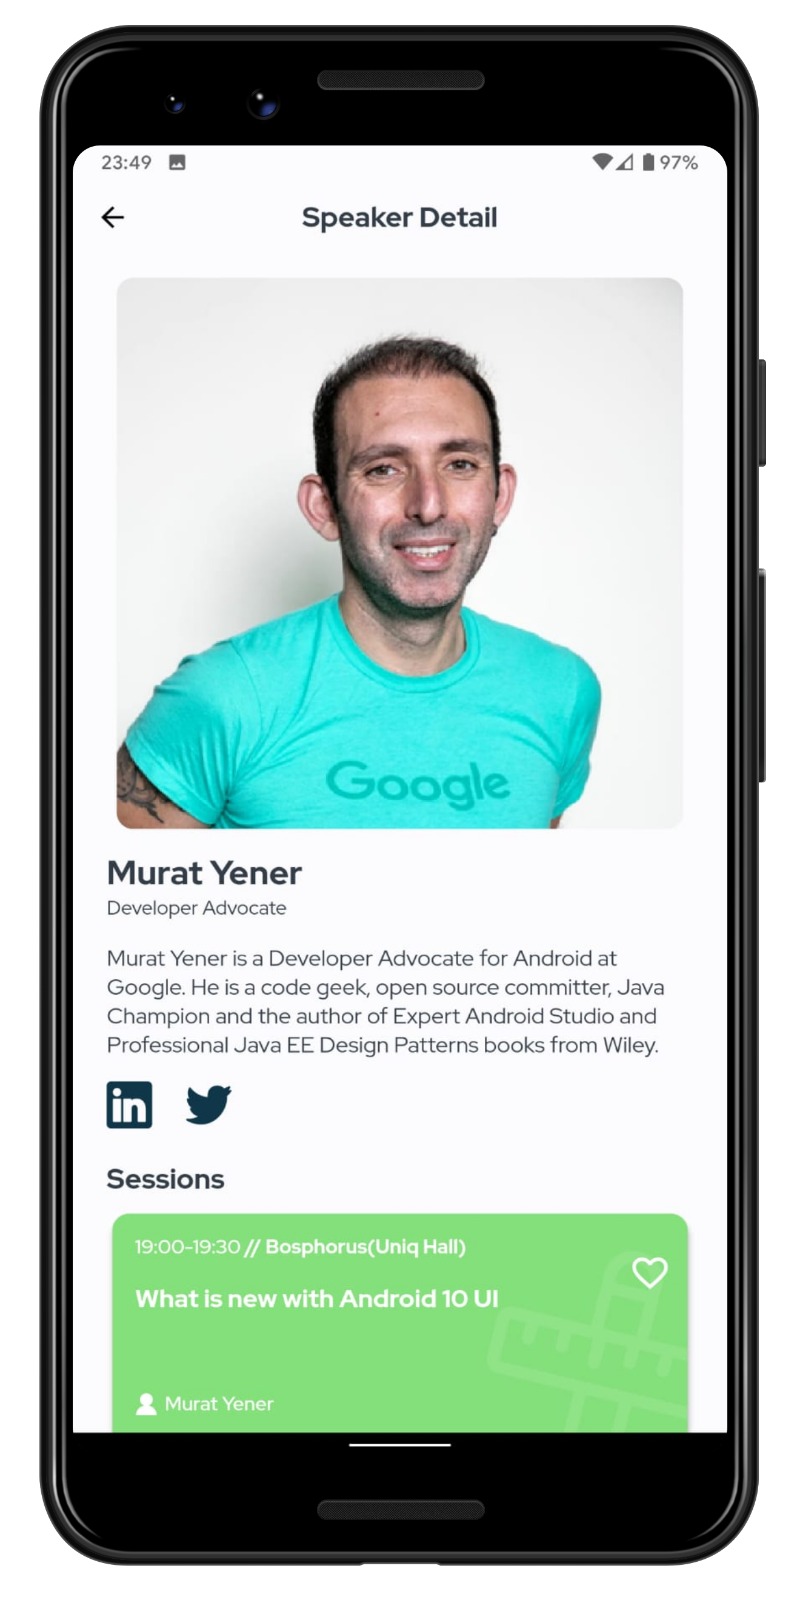 23:49 97%
Speaker Detail
Google
Murat Yener
Developer Advocate
Murat Yener is a Developer Advocate for Android at
Google. He is a code geek, open source committer, Java
Champion and the author of Expert Android Studio and
Professional Java EE Design Patterns books from Wiley.
in
Sessions
19:00-19:30 // Bosphorus(Uniq Hall)
What is new with Android 10 UI
Murat Yener